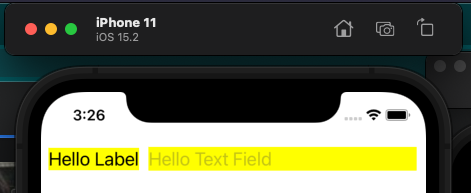 iPhone 11
iOS 15.2
3:26
Hello Label Hello Text Field